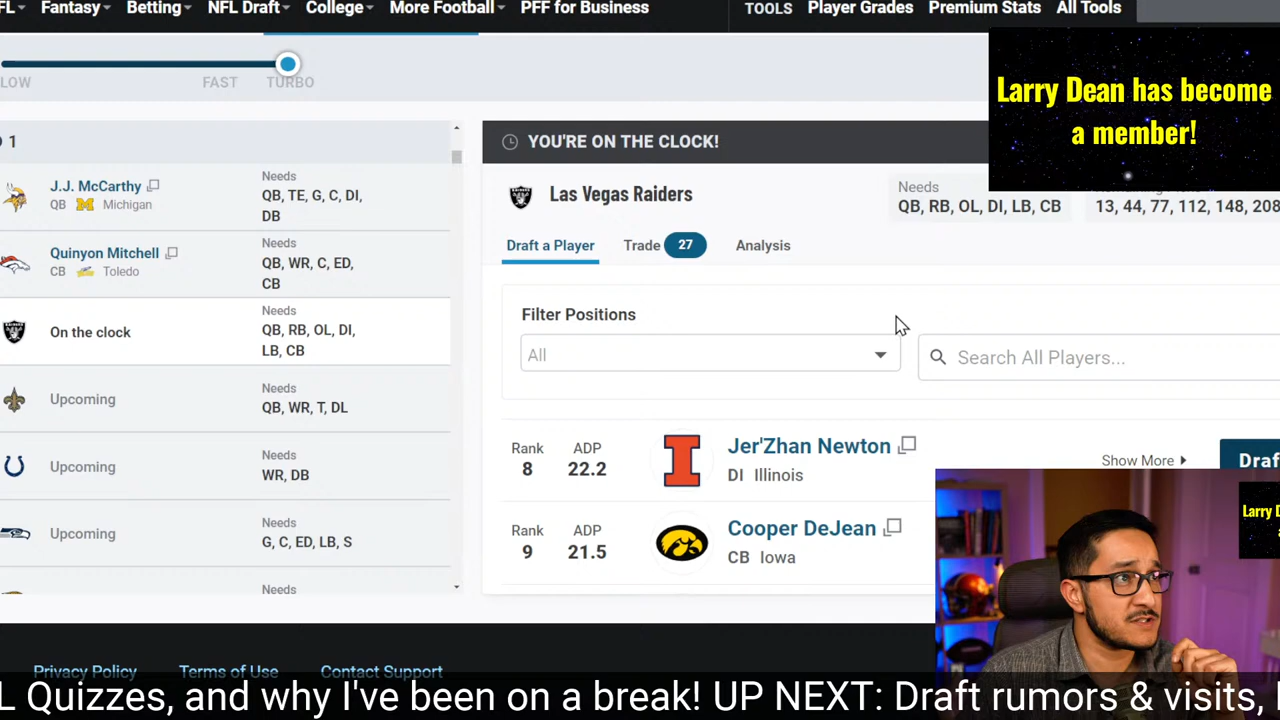 FL Fantasy Betting NFL Draft College More Football PFF for Business TOOLS Player Grades Premium Stats All Tools
LOW FAST TURBO
Larry Dean has become
a member!
1
YOU'RE ON THE CLOCK!
J.J. McCarthy
QB Michigan
Needs
QB, TE, G, C, DI,
DB
Quinyon Mitchell
CB Toledo
Needs
QB, WR, C, ED,
CB
On the clock
Needs
QB, RB, OL, DI,
LB, CB
Upcoming
Needs
QB, WR, T, DL
Upcoming
Needs
WR, DB
Upcoming
Needs
G, C, ED, LB, S
Needs
Las Vegas Raiders
Needs
QB, RB, OL, DI, LB, CB
13, 44, 77, 112, 148, 208
Draft a Player Trade 27 Analysis
Filter Positions
All
Search All Players...
Rank
8
ADP
22.2
Jer'Zhan Newton
DI Illinois
Show More
Draf
Rank
9
ADP
21.5
Cooper DeJean
CB Iowa
Larry D
Privacy Policy Terms of Use Contact Support
L Quizzes, and why I've been on a break! UP NEXT: Draft rumors & visits,